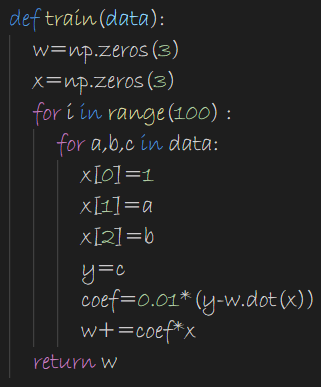 def train(data):
w=np.zeros(3)
x=np.zeros(3)
for i in range(100) :
for a,b,c in data:
x[0]=1
x[1]=a
x[2]=b
y=c
coef=0.01*(y-w.dot(x))
w+=coef*x
return w